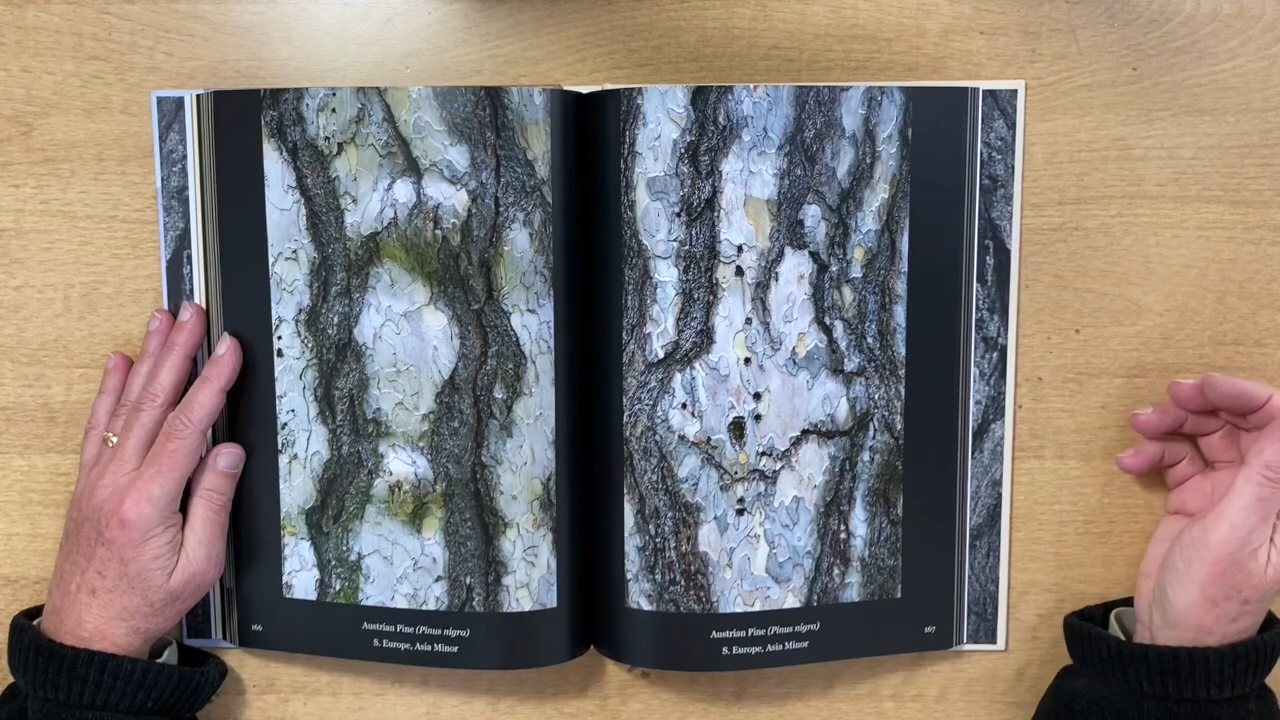 166
Austrian Pine (Pinus nigra)
S. Europe, Asia Minor
Austrian Pine (Pinus nigra)
S. Europe, Asia Minor
167